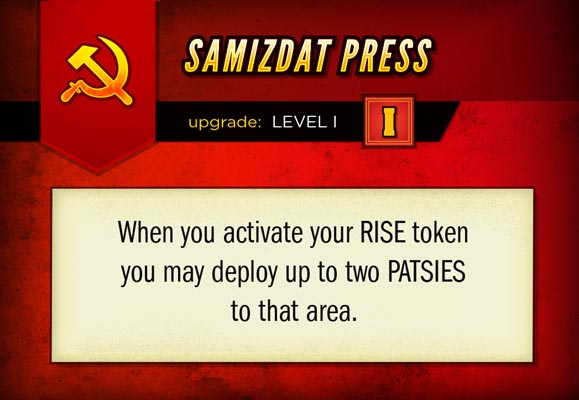 SAMIZDAT PRESS
upgrade: LEVEL I
I
When you activate your RISE token
you may deploy up to two PATSIES
to that area.